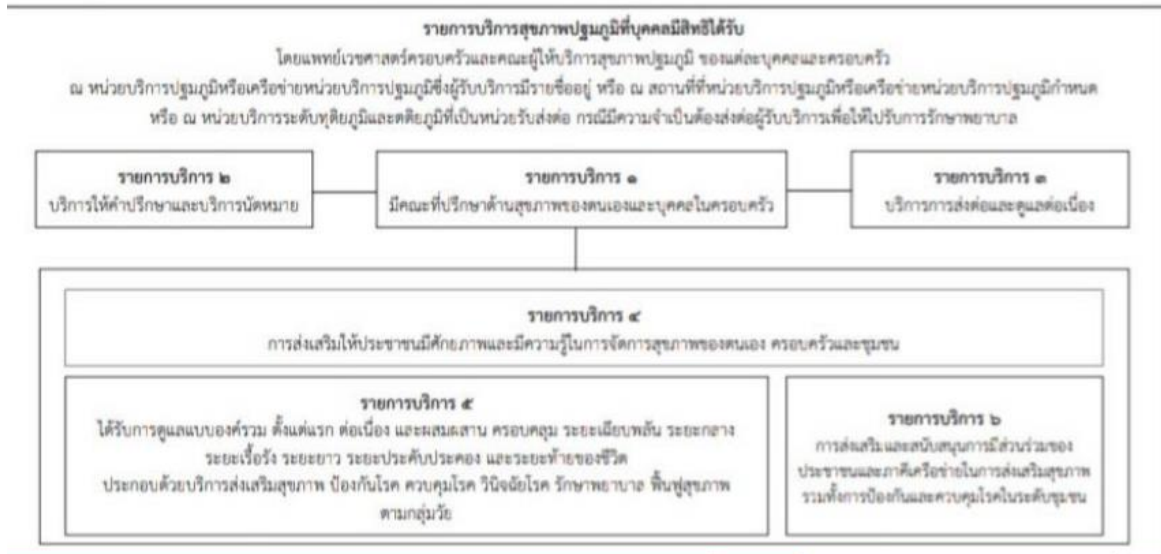 รายการบริการสุขภาพปฐมภูมิที่บุคคลมีสิทธิได้รับ
โดยแพทย์เวชศาสตร์ครอบครัวและคณะผู้ให้บริการสุขภาพปฐมภูมิ ของแต่ละบุคคลและครอบครัว
ณ หน่วยบริการปฐมภูมิหรือเครือข่ายหน่วยบริการปฐมภูมิซึ่งผู้รับบริการมีรายชื่ออยู่ หรือ ณ สถานที่ที่หน่วยบริการปฐมภูมิหรือเครือข่ายหน่วยบริการปฐมภูมิกำหนด
หรือ ณ หน่วยบริการระดับทุติยภูมิและตติยภูมิที่เป็นหน่วยรับส่งต่อ กรณีมีความจำเป็นต้องส่งต่อผู้รับบริการเพื่อให้ไปรับการรักษาพยาบาล
รายการบริการ ๒
บริการให้คำปรึกษาและบริการนัดหมาย
รายการบริการ ๑
มีคณะที่ปรึกษาด้านสุขภาพของตนเองและบุคคลในครอบครัว
รายการบริการ ๓
บริการการส่งต่อและดูแลต่อเนื่อง
รายการบริการ ๔
การส่งเสริมให้ประชาชนมีศักยภาพและมีความรู้ในการจัดการสุขภาพของตนเอง ครอบครัวและชุมชน
รายการบริการ ๕
ได้รับการดูแลแบบองค์รวม ตั้งแต่แรก ต่อเนื่อง และผสมผสาน ครอบคลุม ระยะเฉียบพลัน ระยะกลาง
ระยะเรื้อรัง ระยะยาว ระยะประคับประคอง และระยะท้ายของชีวิต
ประกอบด้วยบริการส่งเสริมสุขภาพ ป้องกันโรค ควบคุมโรค วินิจฉัยโรค รักษาพยาบาล ฟื้นฟูสุขภาพ
ตามกลุ่มวัย
รายการบริการ ๖
การส่งเสริมและสนับสนุนการมีส่วนร่วมของ
ประชาชนและภาคีเครือข่ายในการส่งเสริมสุขภาพ
รวมทั้งการป้องกันและควบคุมโรคในระดับชุมชน